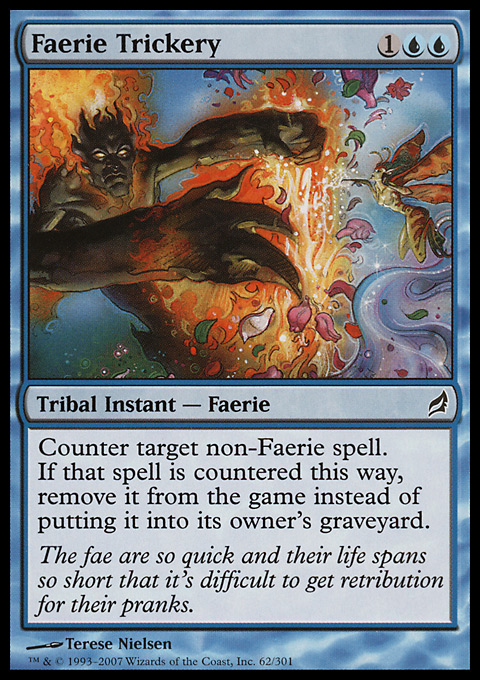 Faerie Trickery 1
Tribal Instant — Faerie
Counter target non-Faerie spell.
If that spell is countered this way,
remove it from the game instead of
putting it into its owner's graveyard.
The fae are so quick and their life spans
so short that it's difficult to get retribution
for their pranks.
Terese Nielsen
™ & © 1993–2007 Wizards of the Coast, Inc. 62/301